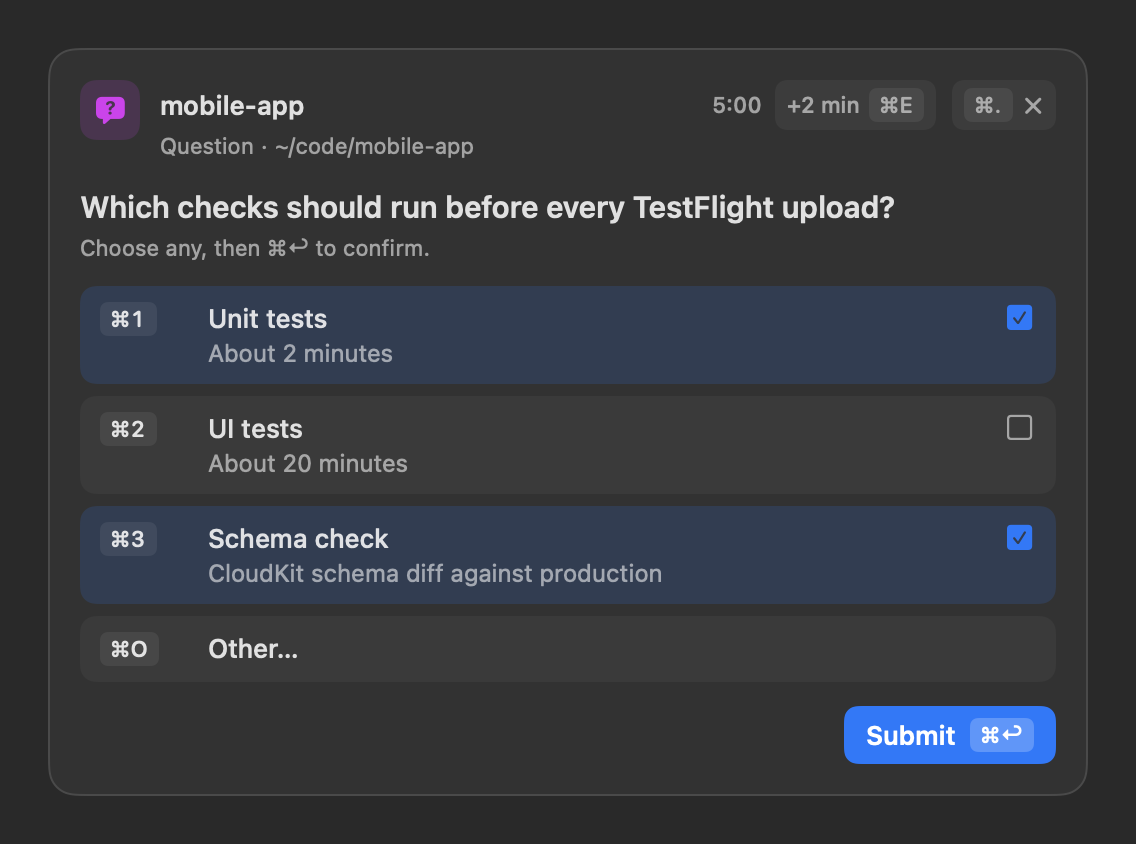 mobile-app
5:00 +2 min ⌘E ⌘.
Question · ~/code/mobile-app
Which checks should run before every TestFlight upload?
Choose any, then ⌘↩ to confirm.
⌘1 Unit tests
About 2 minutes
⌘2 UI tests
About 20 minutes
⌘3 Schema check
CloudKit schema diff against production
⌘O Other...
Submit ⌘↩